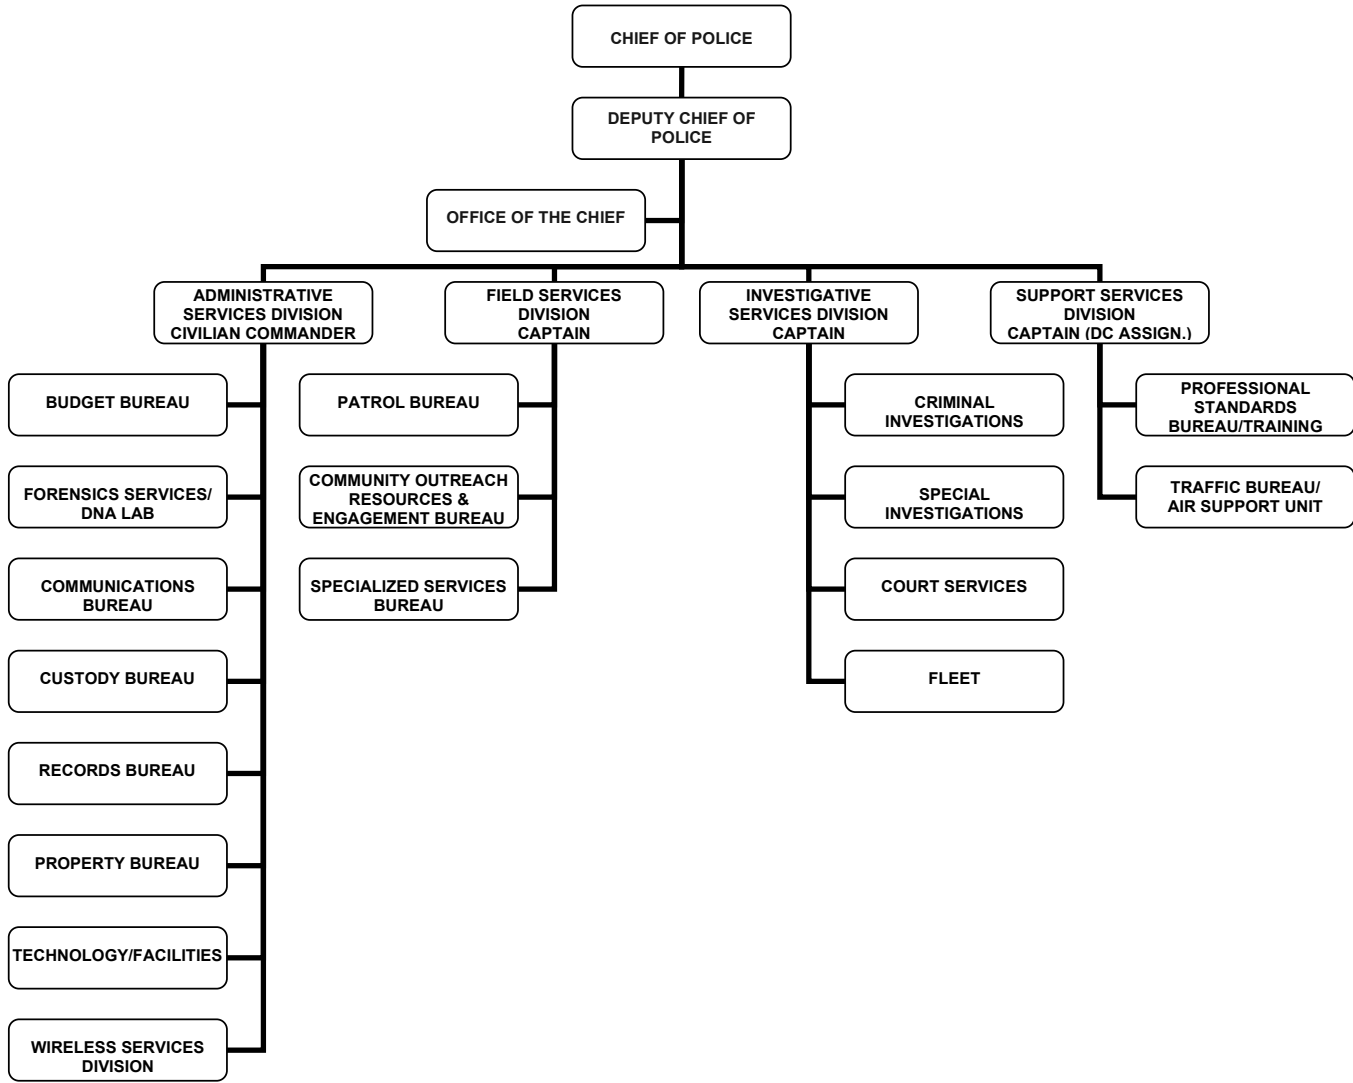 CHIEF OF POLICE
DEPUTY CHIEF OF
POLICE
OFFICE OF THE CHIEF
ADMINISTRATIVE
SERVICES DIVISION
CIVILIAN COMMANDER
FIELD SERVICES
DIVISION
CAPTAIN
INVESTIGATIVE
SERVICES DIVISION
CAPTAIN
SUPPORT SERVICES
DIVISION
CAPTAIN (DC ASSIGN.)
BUDGET BUREAU
FORENSICS SERVICES/
DNA LAB
COMMUNICATIONS
BUREAU
CUSTODY BUREAU
RECORDS BUREAU
PROPERTY BUREAU
TECHNOLOGY/FACILITIES
WIRELESS SERVICES
DIVISION
PATROL BUREAU
COMMUNITY OUTREACH
RESOURCES &
ENGAGEMENT BUREAU
SPECIALIZED SERVICES
BUREAU
CRIMINAL
INVESTIGATIONS
SPECIAL
INVESTIGATIONS
COURT SERVICES
FLEET
PROFESSIONAL
STANDARDS
BUREAU/TRAINING
TRAFFIC BUREAU/
AIR SUPPORT UNIT